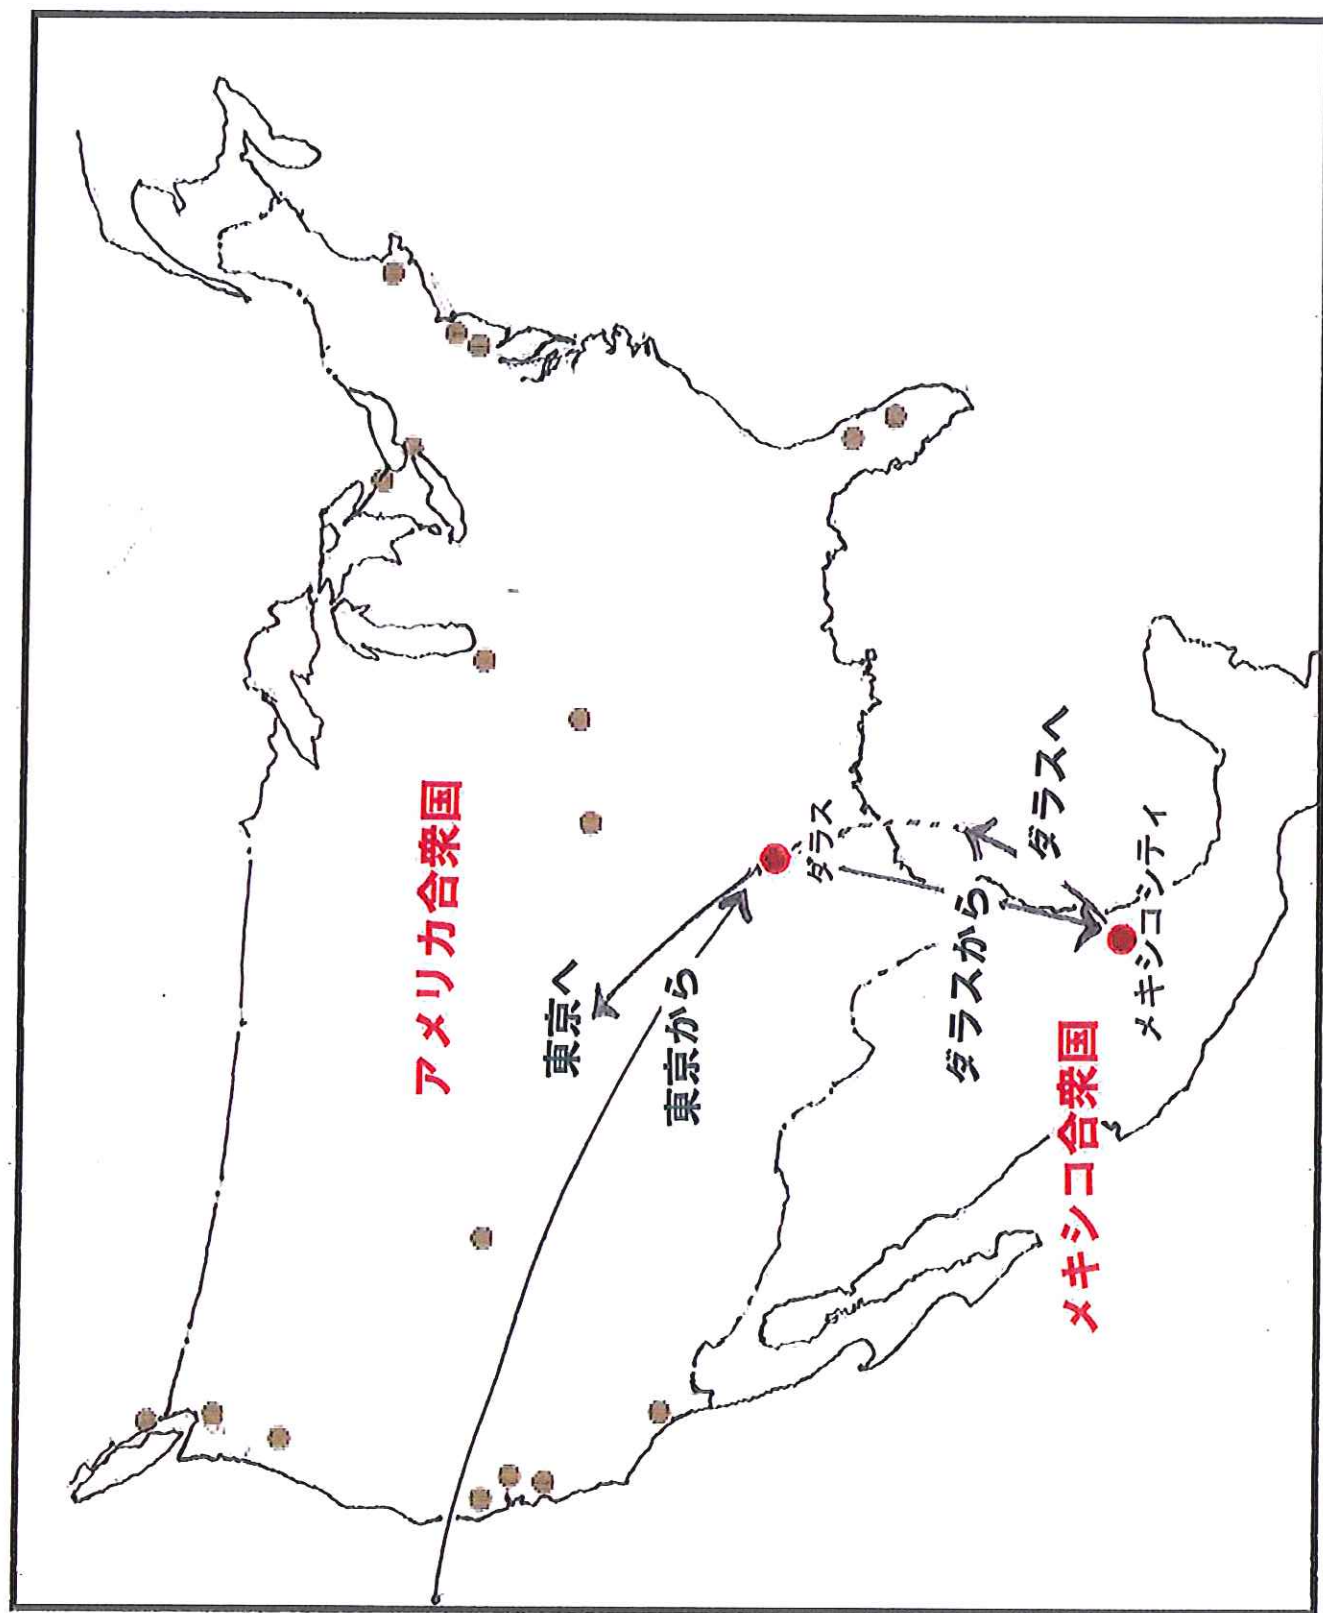 アメリカ合衆国
東京へ
東京から
ダラス
ダラスから
ダラスへ
メキシコシティ
メキシコ合衆国